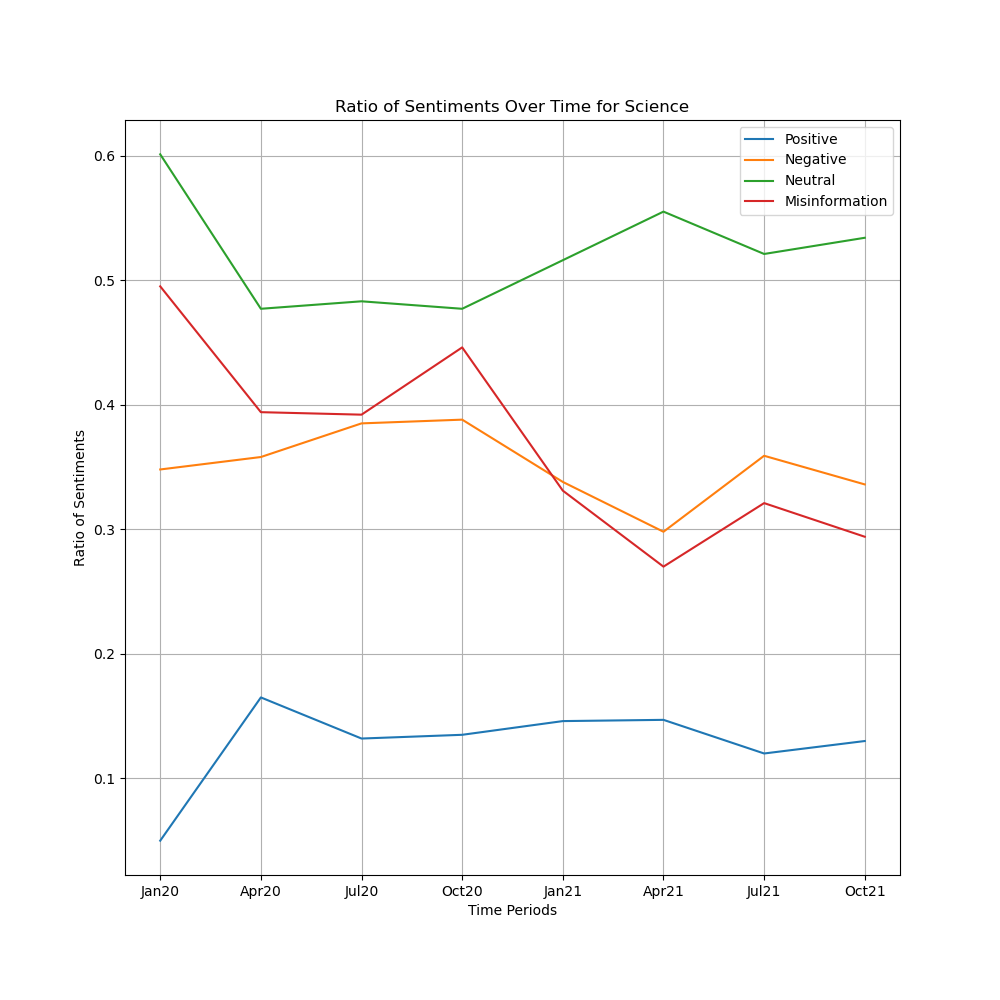 Ratio of Sentiments Over Time for Science
Positive
Negative
Neutral
Misinformation
0.6
0.5
0.4
0.3
0.2
0.1
Ratio of Sentiments
Jan20 Apr20 Jul20 Oct20 Jan21 Apr21 Jul21 Oct21
Time Periods